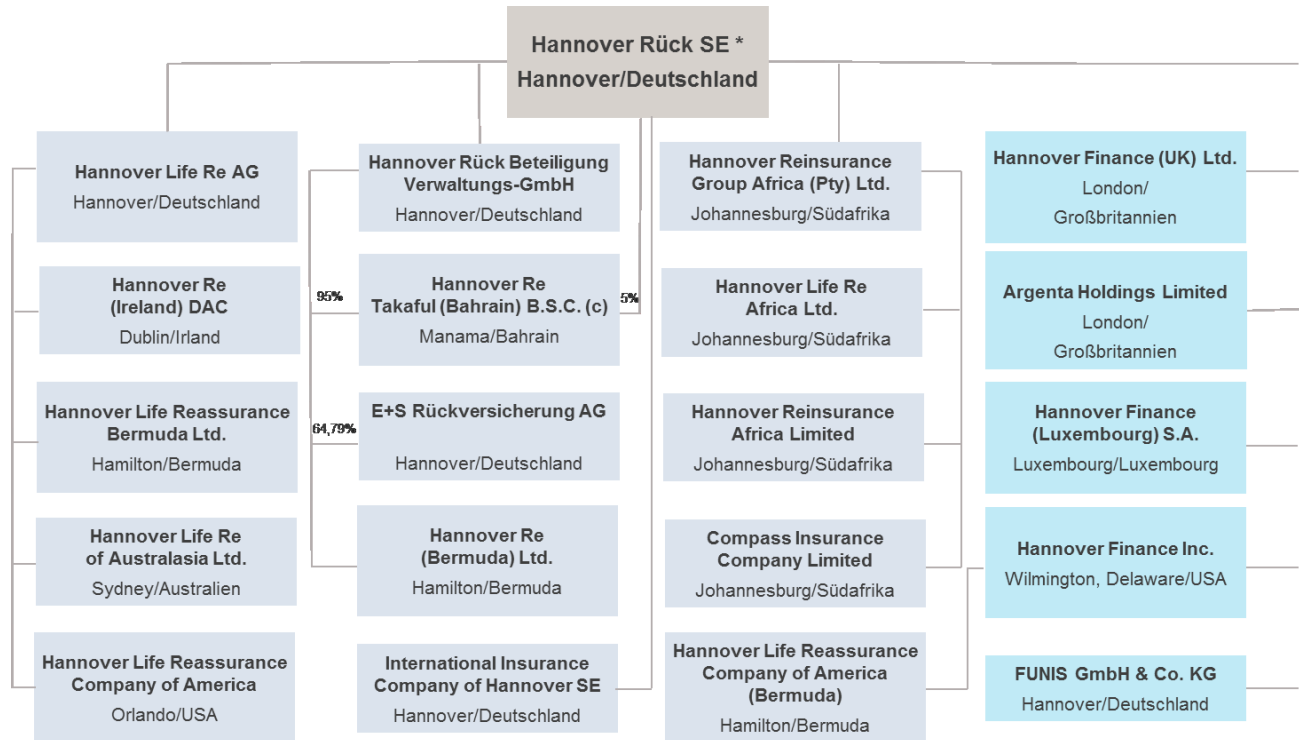 Hannover Rück SE *
Hannover/Deutschland
Hannover Life Re AG
Hannover/Deutschland
Hannover Re
(Ireland) DAC
Dublin/Irland
Hannover Life Reassurance
Bermuda Ltd.
Hamilton/Bermuda
Hannover Life Re
of Australasia Ltd.
Sydney/Australien
Hannover Life Reassurance
Company of America
Orlando/USA
Hannover Rück Beteiligung
Verwaltungs-GmbH
Hannover/Deutschland
95%
Hannover Re
Takaful (Bahrain) B.S.C. (c)
Manama/Bahrain
5%
64,79%
E+S Rückversicherung AG
Hannover/Deutschland
Hannover Re
(Bermuda) Ltd.
Hamilton/Bermuda
International Insurance
Company of Hannover SE
Hannover/Deutschland
Hannover Reinsurance
Group Africa (Pty) Ltd.
Johannesburg/Südafrika
Hannover Life Re
Africa Ltd.
Johannesburg/Südafrika
Hannover Reinsurance
Africa Limited
Johannesburg/Südafrika
Compass Insurance
Company Limited
Johannesburg/Südafrika
Hannover Life Reassurance
Company of America
(Bermuda)
Hamilton/Bermuda
Hannover Finance (UK) Ltd.
London/
Großbritannien
Argenta Holdings Limited
London/
Großbritannien
Hannover Finance
(Luxembourg) S.A.
Luxembourg/Luxembourg
Hannover Finance Inc.
Wilmington, Delaware/USA
FUNIS GmbH & Co. KG
Hannover/Deutschland